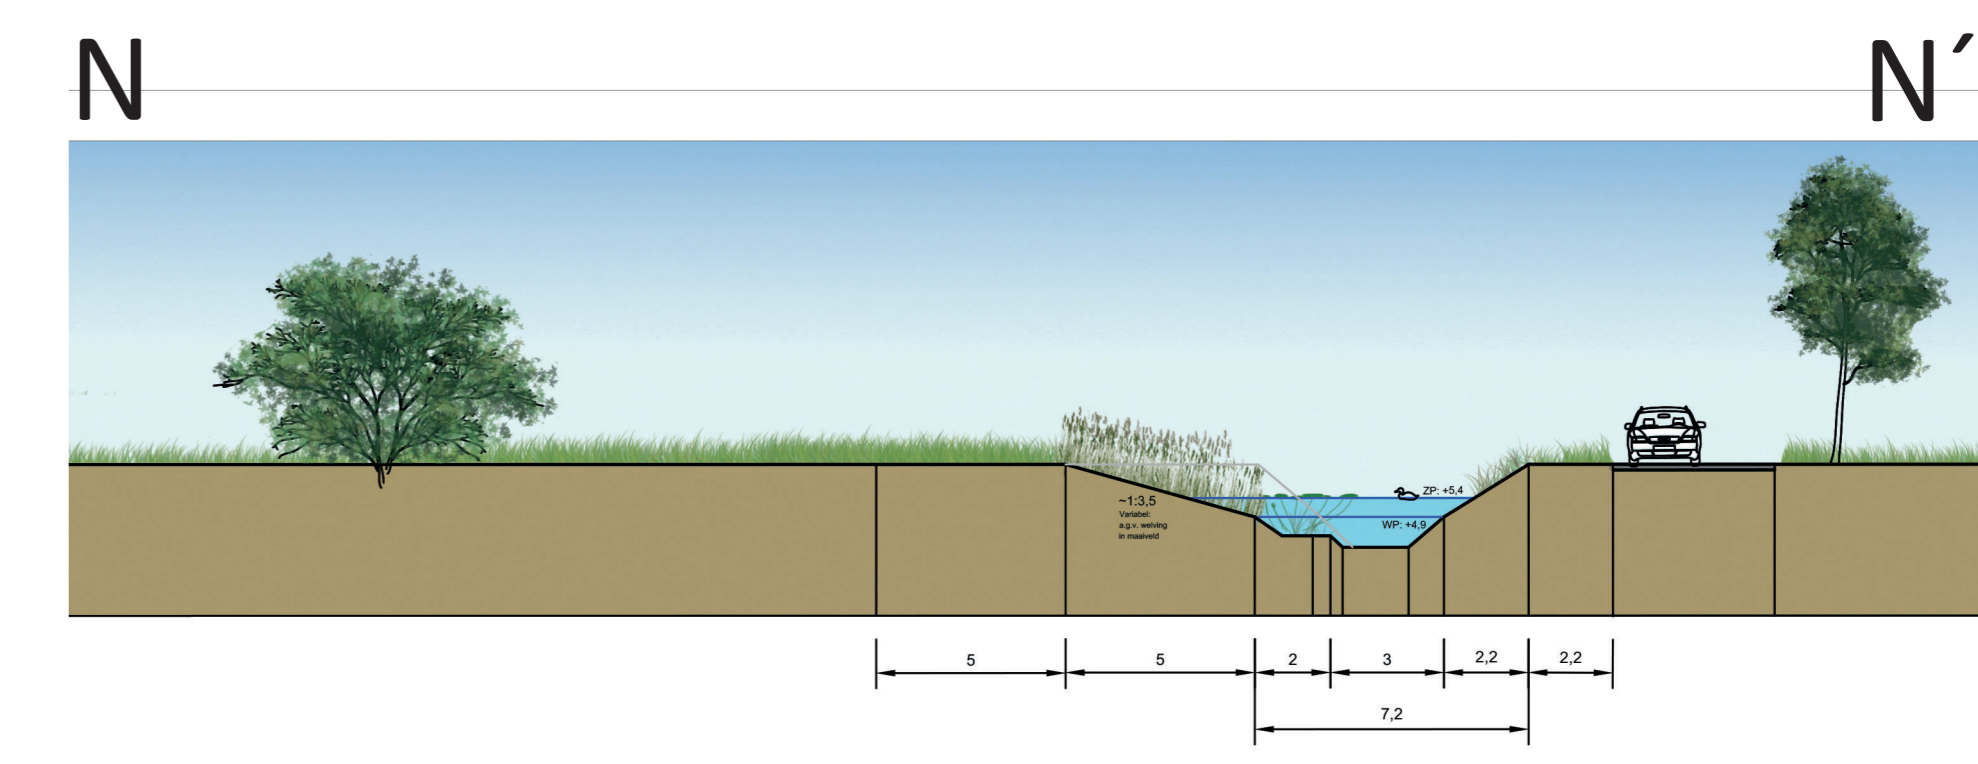 N N´
ZP: +5,4
~1:3,5
Variabel:
a.g.v. welving
in maaiveld
WP: +4,9
5 5 2 3 2,2 2,2
7,2